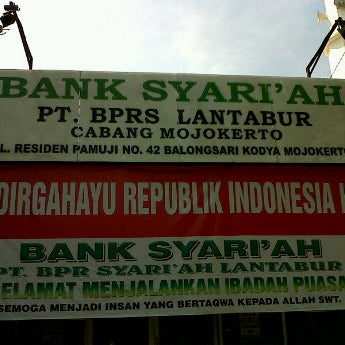 BANK SYARI'AH
PT. BPRS LANTABUR
CABANG MOJOKERTO
L. RESIDEN PAMUJI NO. 42 BALONGSARI KODYA MOJOKERTO
DIRGAHAYU REPUBLIK INDONESIA
BANK SYARI'AH
PT. BPR SYARI'AH LANTABUR
SELAMAT MENJALANKAN IBADAH PUASA
SEMOGA MENJADI INSAN YANG BERTAQWA KEPADA ALLAH SWT.